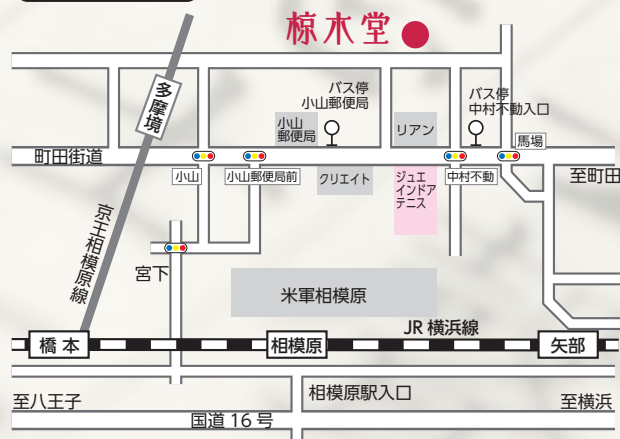 椋木堂
バス停
小山郵便局
バス停
中村不動入口
多摩境
小山
郵便局
リアン
馬場
町田街道
小山
小山郵便局前
クリエイト
ジュエ
インドア
テニス
中村不動
至町田
京王相模原線
宮下
米軍相模原
JR 横浜線
橋本
相模原
矢部
相模原駅入口
至八王子
至横浜
国道 16 号